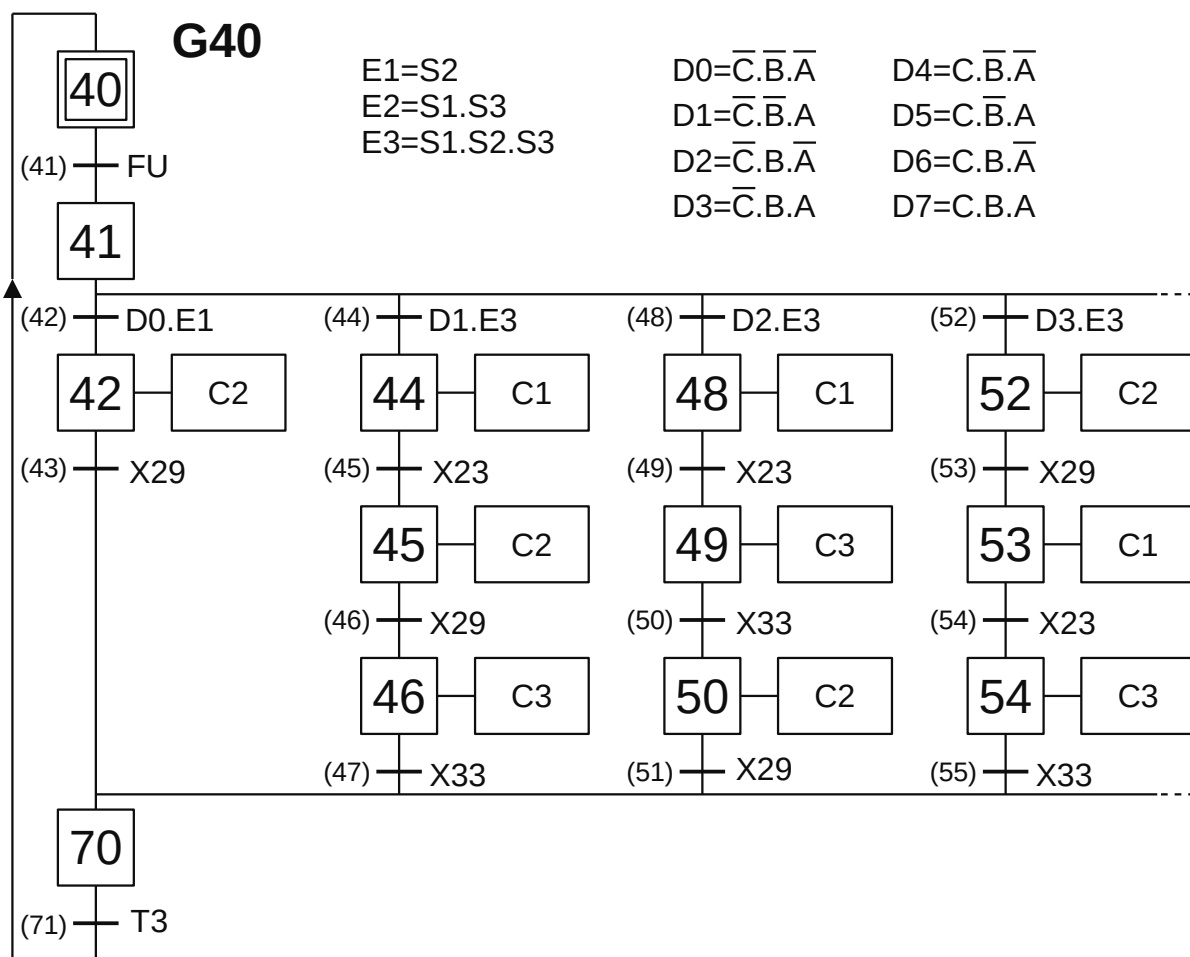 G40
40
E1=S2
E2=S1.S3
E3=S1.S2.S3
D0=C̅.B̅.A̅
D1=C̅.B̅.A
D2=C̅.B.A̅
D3=C̅.B.A
D4=C.B̅.A̅
D5=C.B̅.A
D6=C.B.A̅
D7=C.B.A
(41) FU
41
(42) D0.E1 (44) D1.E3 (48) D2.E3 (52) D3.E3
42 C2 44 C1 48 C1 52 C2
(43) X29 (45) X23 (49) X23 (53) X29
45 C2 49 C3 53 C1
(46) X29 (50) X33 (54) X23
46 C3 50 C2 54 C3
(47) X33 (51) X29 (55) X33
70
(71) T3